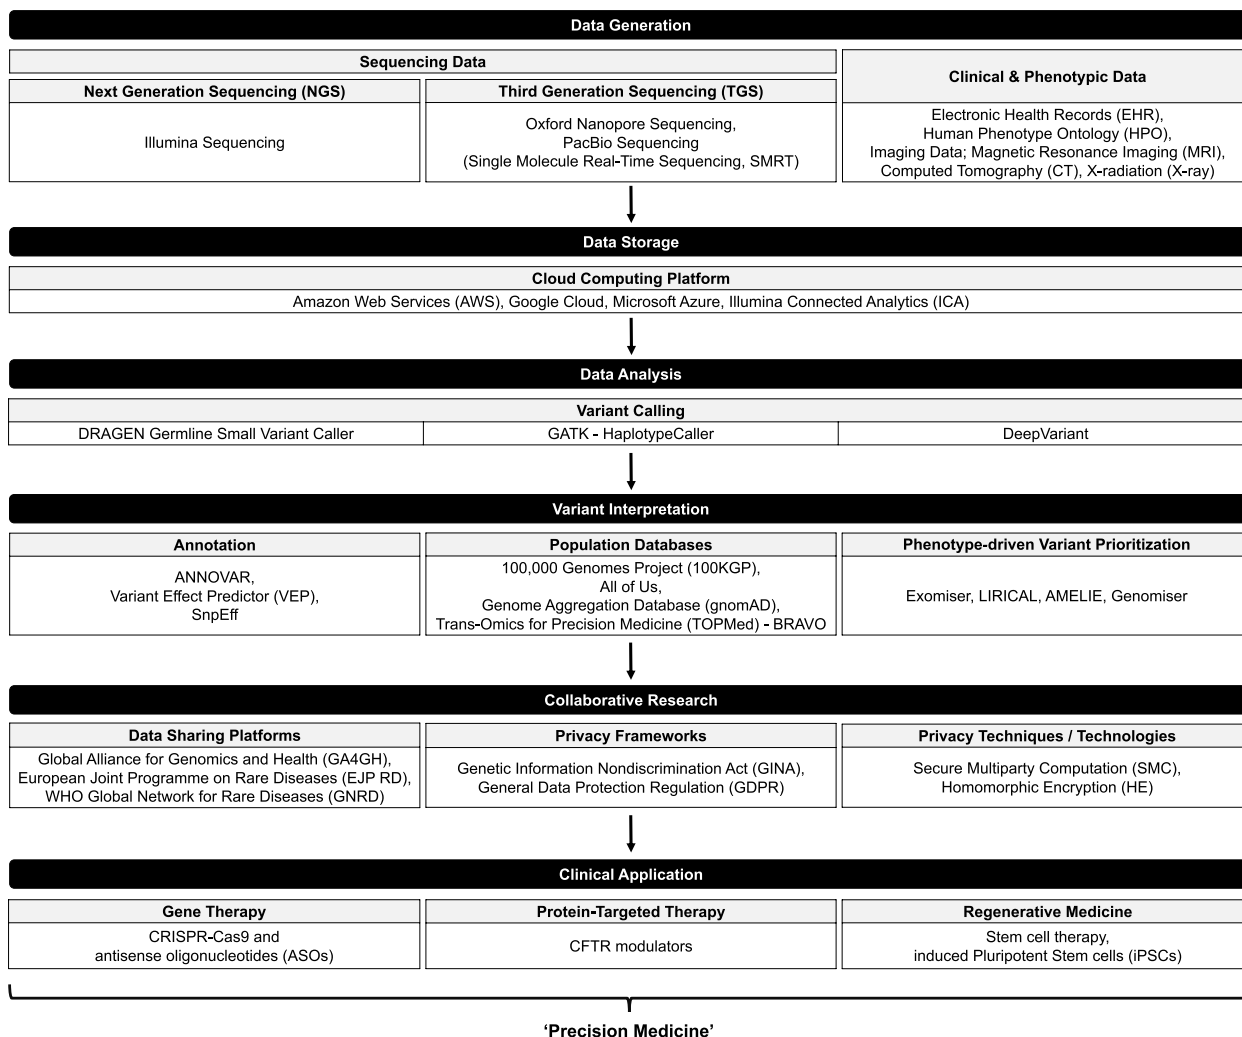 Data Generation
Sequencing Data
Clinical & Phenotypic Data
Next Generation Sequencing (NGS)
Third Generation Sequencing (TGS)
Illumina Sequencing
Oxford Nanopore Sequencing,
PacBio Sequencing
(Single Molecule Real-Time Sequencing, SMRT)
Electronic Health Records (EHR),
Human Phenotype Ontology (HPO),
Imaging Data; Magnetic Resonance Imaging (MRI),
Computed Tomography (CT), X-radiation (X-ray)
Data Storage
Cloud Computing Platform
Amazon Web Services (AWS), Google Cloud, Microsoft Azure, Illumina Connected Analytics (ICA)
Data Analysis
Variant Calling
DRAGEN Germline Small Variant Caller
GATK - HaplotypeCaller
DeepVariant
Variant Interpretation
Annotation
ANNOVAR,
Variant Effect Predictor (VEP),
SnpEff
Population Databases
100,000 Genomes Project (100KGP),
All of Us,
Genome Aggregation Database (gnomAD),
Trans-Omics for Precision Medicine (TOPMed) - BRAVO
Phenotype-driven Variant Prioritization
Exomiser, LIRICAL, AMELIE, Genomiser
Collaborative Research
Data Sharing Platforms
Global Alliance for Genomics and Health (GA4GH),
European Joint Programme on Rare Diseases (EJP RD),
WHO Global Network for Rare Diseases (GNRD)
Privacy Frameworks
Genetic Information Nondiscrimination Act (GINA),
General Data Protection Regulation (GDPR)
Privacy Techniques / Technologies
Secure Multiparty Computation (SMC),
Homomorphic Encryption (HE)
Clinical Application
Gene Therapy
CRISPR-Cas9 and
antisense oligonucleotides (ASOs)
Protein-Targeted Therapy
CFTR modulators
Regenerative Medicine
Stem cell therapy,
induced Pluripotent Stem cells (iPSCs)
‘Precision Medicine’